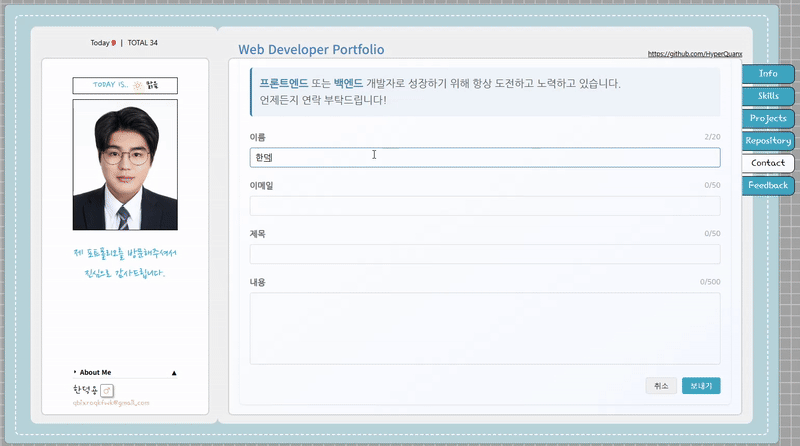 Today 9 | TOTAL 34
TODAY IS.. 맑음
제 포트폴리오를 방문해주셔서
진심으로 감사드립니다.
About Me ▲
한덕용
Web Developer Portfolio
https://github.com/HyperQuanx
프론트엔드 또는 백엔드 개발자로 성장하기 위해 항상 도전하고 노력하고 있습니다.
언제든지 연락 부탁드립니다!
이름 2/20
한덕
이메일 0/50
제목 0/50
내용 0/500
취소 보내기
Info
Skills
Projects
Repository
Contact
Feedback